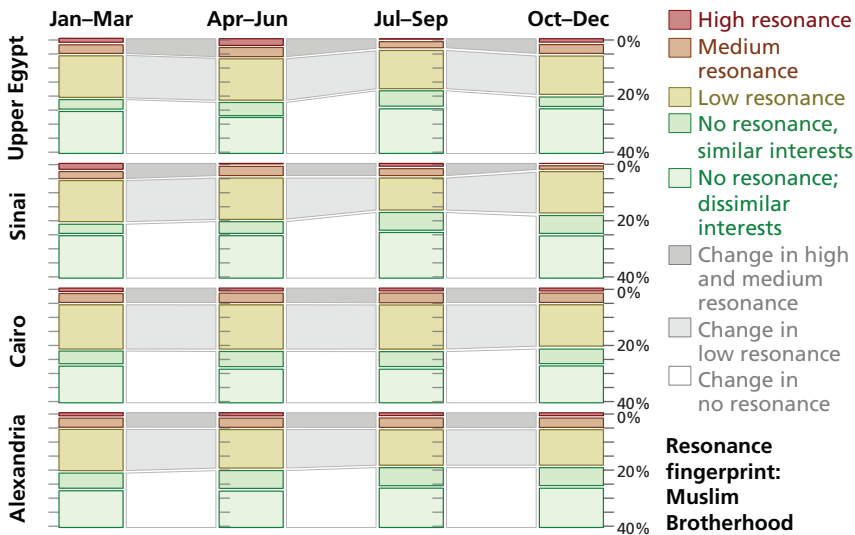 Jan–Mar
Apr–Jun
Jul–Sep
Oct–Dec
Upper Egypt
0%
20%
40%
Sinai
0%
20%
40%
Cairo
0%
20%
40%
Alexandria
0%
20%
40%
High resonance
Medium
resonance
Low resonance
No resonance,
similar interests
No resonance;
dissimilar
interests
Change in high
and medium
resonance
Change in
low resonance
Change in
no resonance
Resonance
fingerprint:
Muslim
Brotherhood